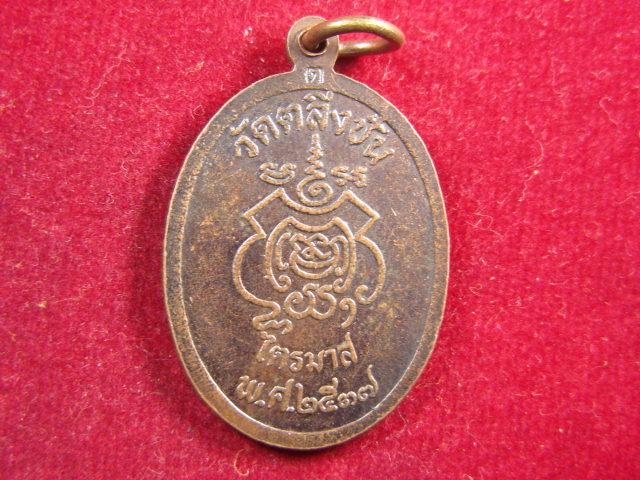 ต
วัดตลิ่งชัน
ไตรมาส
พ.ศ.๒๕๓๗